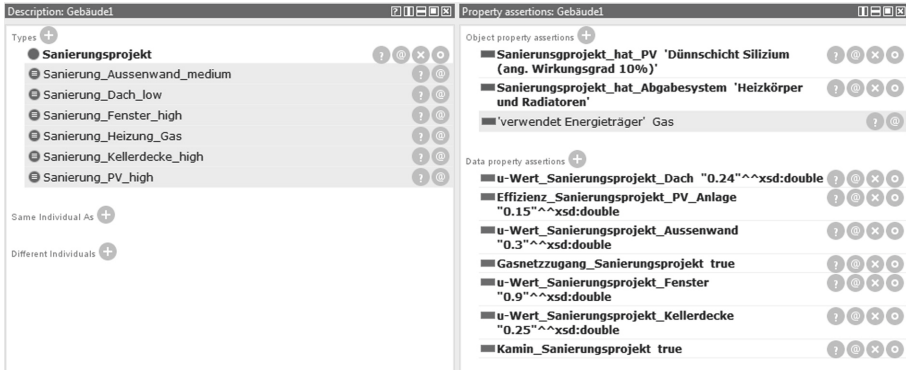 Description: Gebäude1
Types
Sanierungsprojekt
Sanierung_Aussenwand_medium
Sanierung_Dach_low
Sanierung_Fenster_high
Sanierung_Heizung_Gas
Sanierung_Kellerdecke_high
Sanierung_PV_high
Same Individual As
Different Individuals
Property assertions: Gebäude1
Object property assertions
Sanierunsgprojekt_hat_PV 'Dünnschicht Silizium
(ang. Wirkungsgrad 10%)'
Sanierungsprojekt_hat_Abgabesystem 'Heizkörper
und Radiatoren'
'verwendet Energieträger' Gas
Data property assertions
u-Wert_Sanierungsprojekt_Dach "0.24"^^xsd:double
Effizienz_Sanierungsprojekt_PV_Anlage
"0.15"^^xsd:double
u-Wert_Sanierungsprojekt_Aussenwand
"0.3"^^xsd:double
Gasnetzzugang_Sanierungsprojekt true
u-Wert_Sanierungsprojekt_Fenster
"0.9"^^xsd:double
u-Wert_Sanierungsprojekt_Kellerdecke
"0.25"^^xsd:double
Kamin_Sanierungsprojekt true